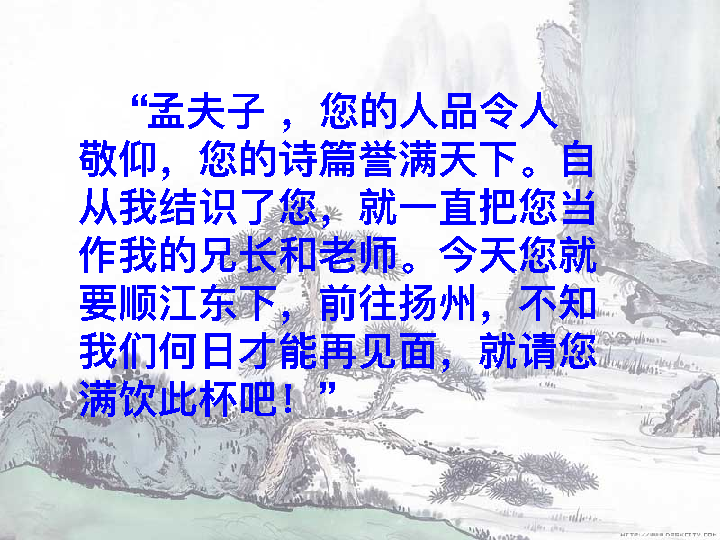 “孟夫子 ，您的人品令人
敬仰，您的诗篇誉满天下。自
从我结识了您，就一直把您当
作我的兄长和老师。今天您就
要顺江东下，前往扬州，不知
我们何日才能再见面，就请您
满饮此杯吧！”